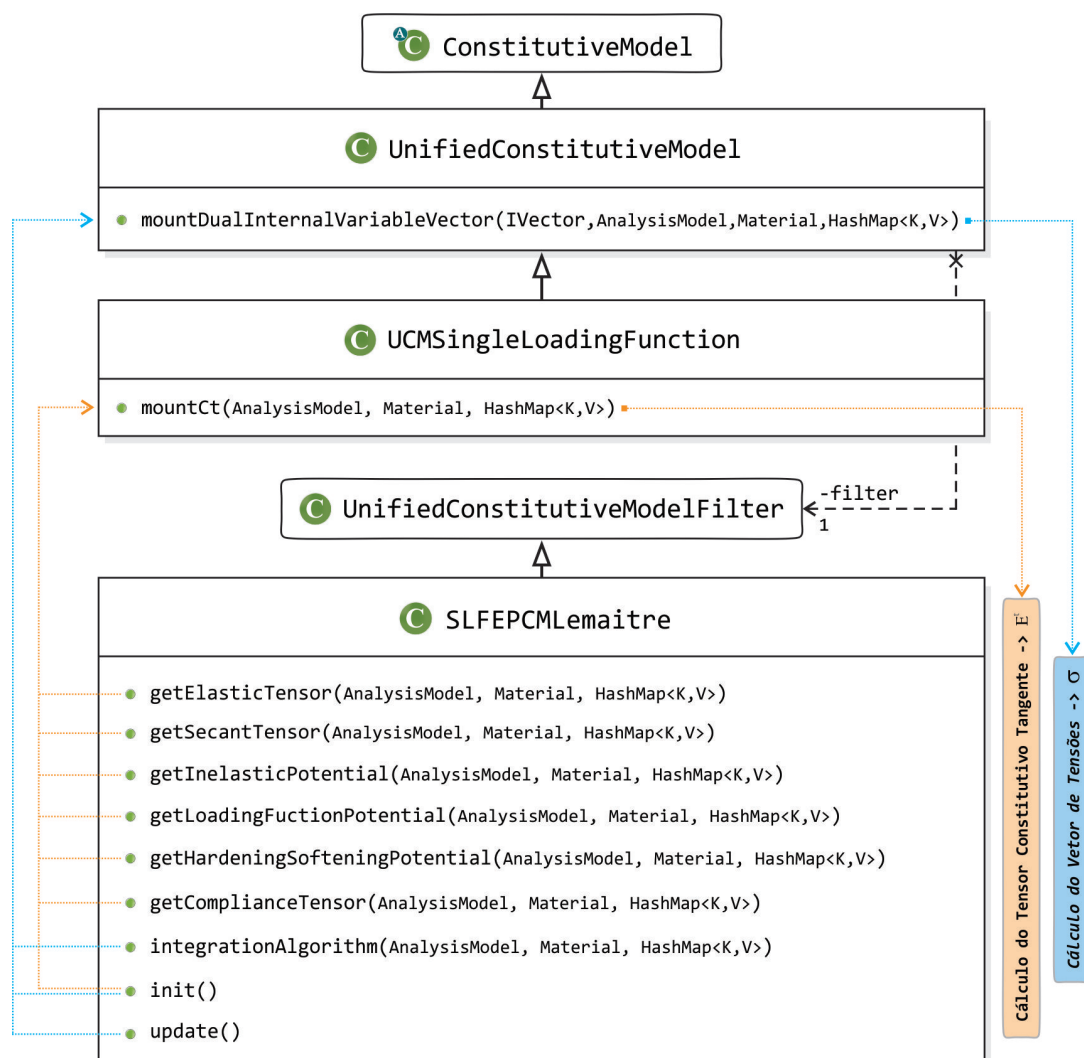 A
C ConstitutiveModel
C UnifiedConstitutiveModel
mountDualInternalVariableVector(IVector,AnalysisModel,Material,HashMap<K,V>)
C UCMSingleLoadingFunction
mountCt(AnalysisModel, Material, HashMap<K,V>)
C UnifiedConstitutiveModelFilter
-filter
1
C SLFEPCMLemaitre
getElasticTensor(AnalysisModel, Material, HashMap<K,V>)
getSecantTensor(AnalysisModel, Material, HashMap<K,V>)
getInelasticPotential(AnalysisModel, Material, HashMap<K,V>)
getLoadingFuctionPotential(AnalysisModel, Material, HashMap<K,V>)
getHardeningSofteningPotential(AnalysisModel, Material, HashMap<K,V>)
getComplianceTensor(AnalysisModel, Material, HashMap<K,V>)
integrationAlgorithm(AnalysisModel, Material, HashMap<K,V>)
init()
update()
Cálculo do Tensor Constitutivo Tangente -> Eᵗ
Cálculo do Vetor de Tensões -> σ